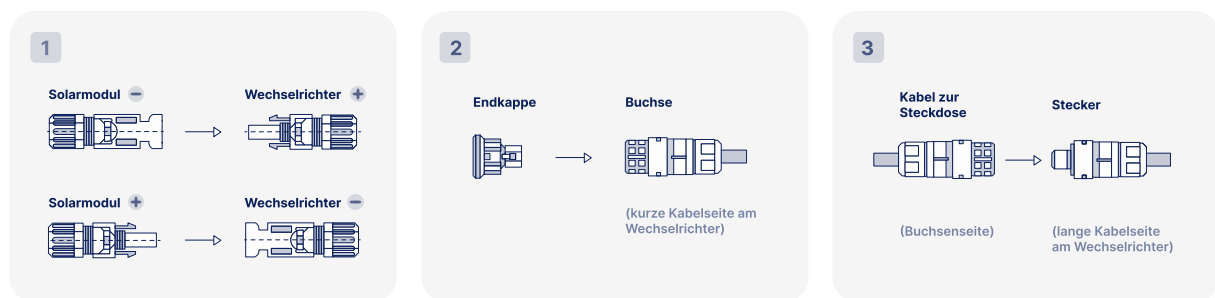 1
Solarmodul −
Wechselrichter +
Solarmodul +
Wechselrichter −
2
Endkappe
Buchse
(kurze Kabelseite am
Wechselrichter)
3
Kabel zur
Steckdose
Stecker
(Buchsenseite)
(lange Kabelseite
am Wechselrichter)